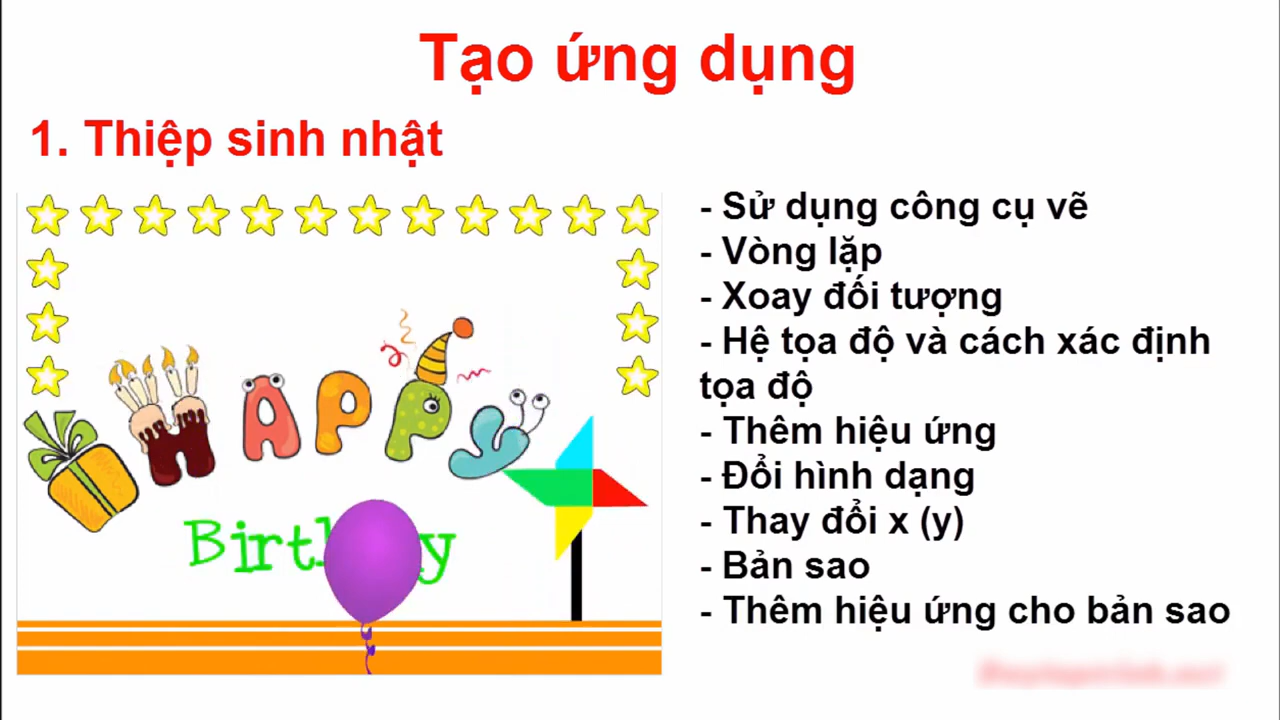 Tạo ứng dụng
1. Thiệp sinh nhật
HAPPY
- Sử dụng công cụ vẽ
- Vòng lặp
- Xoay đối tượng
- Hệ tọa độ và cách xác định
tọa độ
- Thêm hiệu ứng
- Đổi hình dạng
- Thay đổi x (y)
- Bản sao
- Thêm hiệu ứng cho bản sao